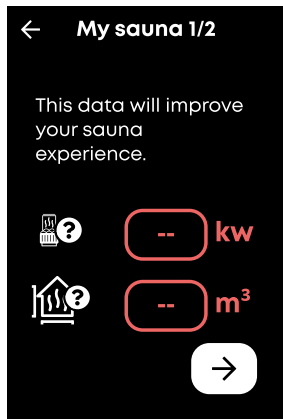 My sauna 1/2
This data will improve
your sauna
experience.
? -- kw
? -- m³